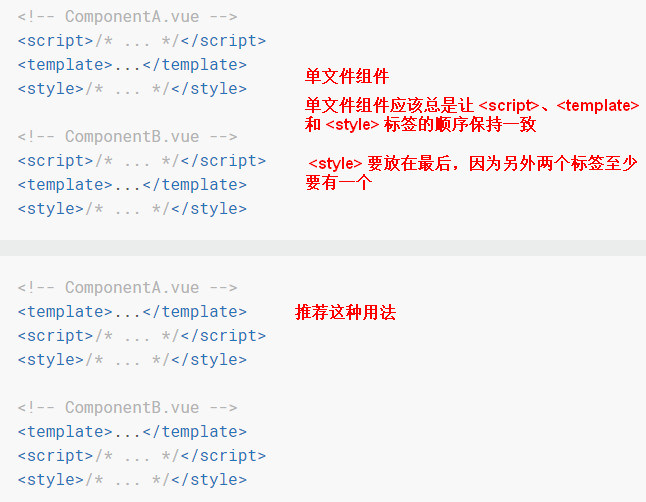 <!-- ComponentA.vue -->
<script>/* ... */</script>
<template>...</template>
<style>/* ... */</style>
<!-- ComponentB.vue -->
<script>/* ... */</script>
<template>...</template>
<style>/* ... */</style>
单文件组件
单文件组件应该总是让 <script>、<template>
和 <style> 标签的顺序保持一致
<style> 要放在最后，因为另外两个标签至少
要有一个
<!-- ComponentA.vue -->
<template>...</template>
<script>/* ... */</script>
<style>/* ... */</style>
推荐这种用法
<!-- ComponentB.vue -->
<template>...</template>
<script>/* ... */</script>
<style>/* ... */</style>